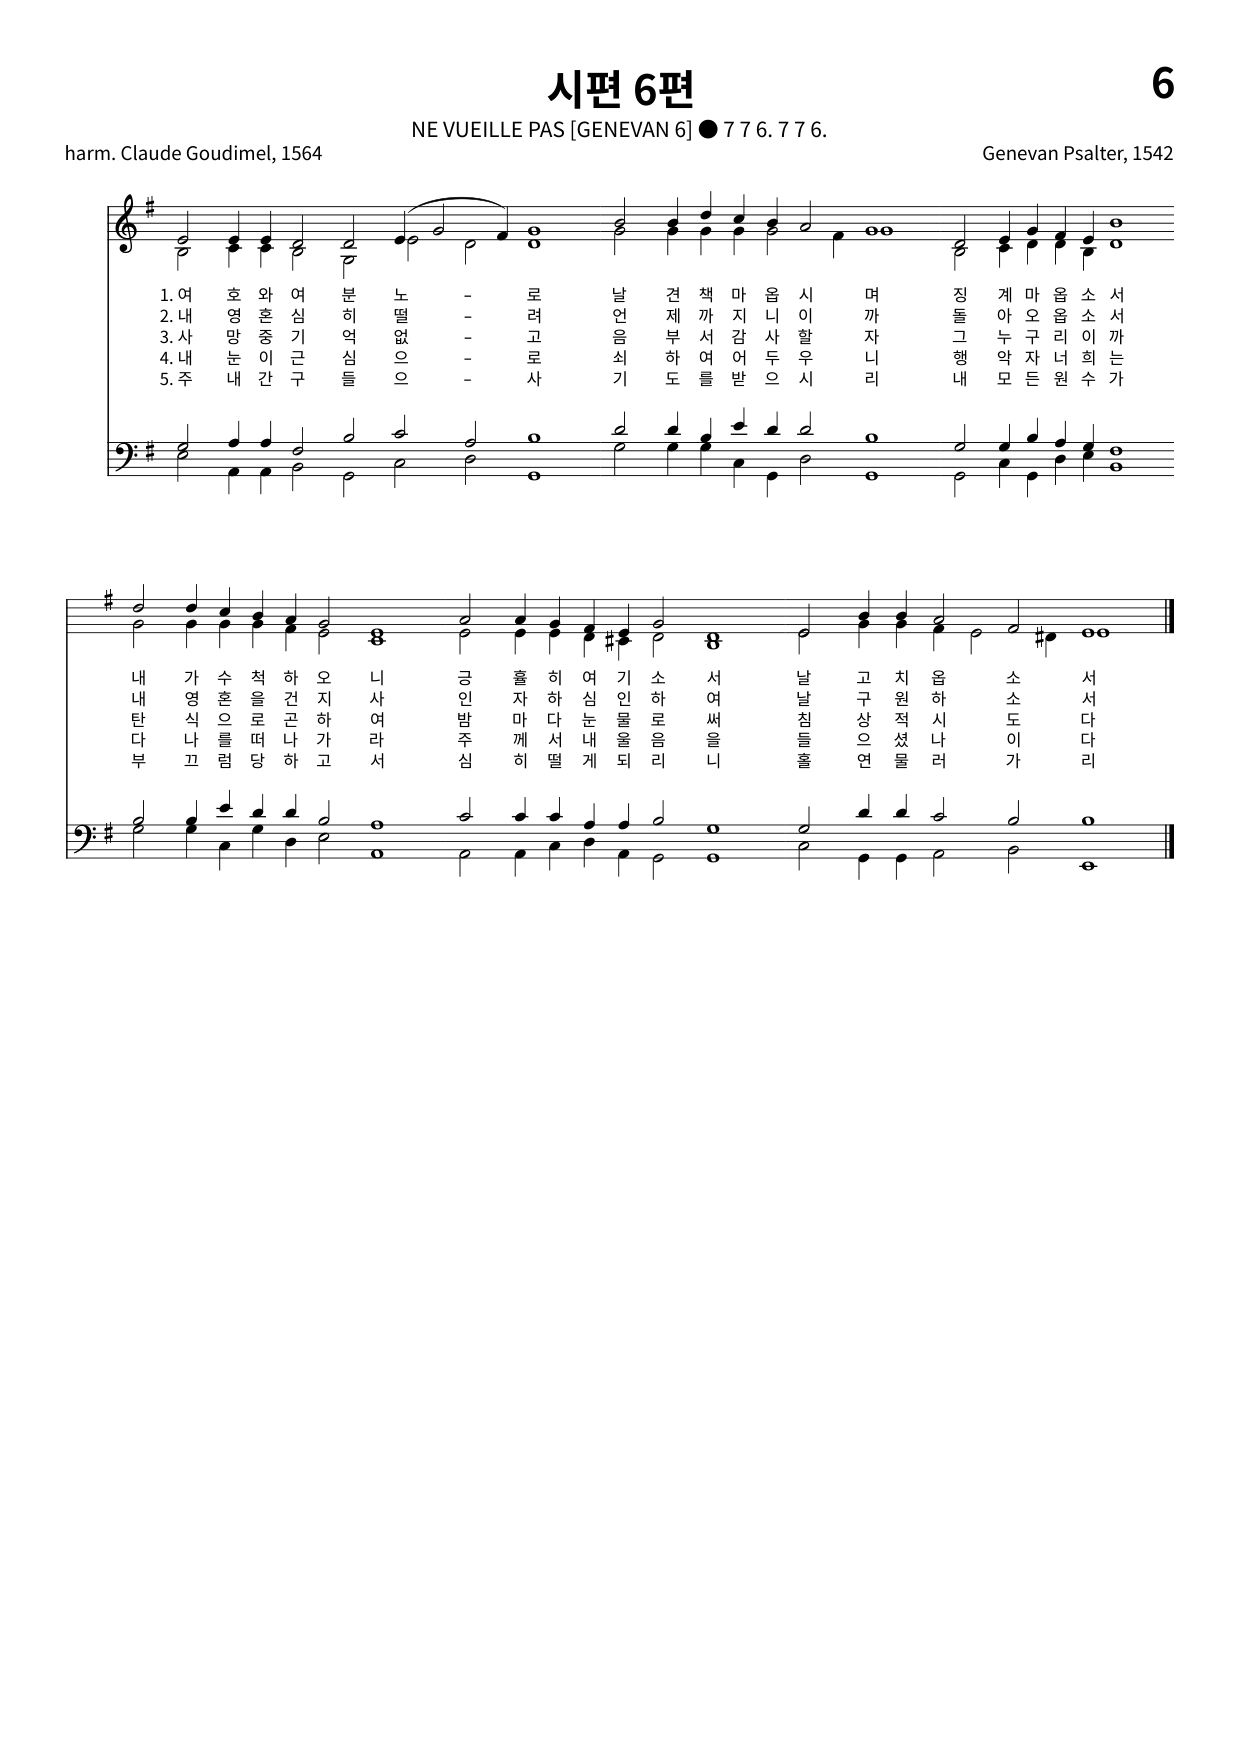 시편 6편
6
NE VUEILLE PAS [GENEVAN 6] ● 7 7 6. 7 7 6.
harm. Claude Goudimel, 1564
Genevan Psalter, 1542
1. 여 호 와 여 분 노 – 로 날 견 책 마 옵 시 며 징 계 마 옵 소 서
2. 내 영 혼 심 히 떨 – 려 언 제 까 지 니 이 까 돌 아 오 옵 소 서
3. 사 망 중 기 억 없 – 고 음 부 서 감 사 할 자 그 누 구 리 이 까
4. 내 눈 이 근 심 으 – 로 쇠 하 여 어 두 우 니 행 악 자 너 희 는
5. 주 내 간 구 들 으 – 사 기 도 를 받 으 시 리 내 모 든 원 수 가
내 가 수 척 하 오 니 긍 휼 히 여 기 소 서 날 고 치 옵 소 서
내 영 혼 을 건 지 사 인 자 하 심 인 하 여 날 구 원 하 소 서
탄 식 으 로 곤 하 여 밤 마 다 눈 물 로 써 침 상 적 시 도 다
다 나 를 떠 나 가 라 주 께 서 내 울 음 을 들 으 셨 나 이 다
부 끄 럼 당 하 고 서 심 히 떨 게 되 리 니 홀 연 물 러 가 리